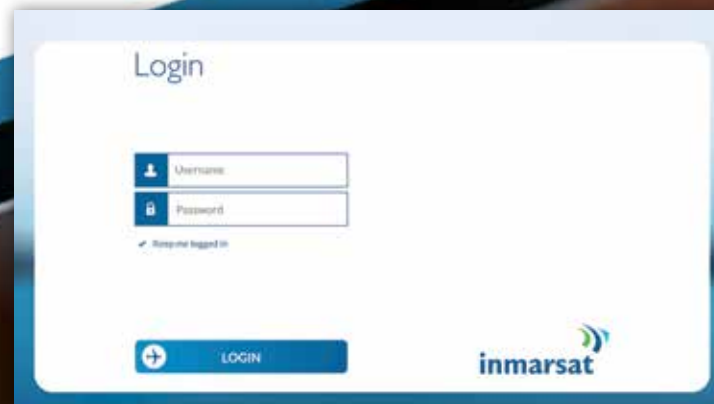 Login
Username
Password
Keep me logged in
LOGIN
inmarsat